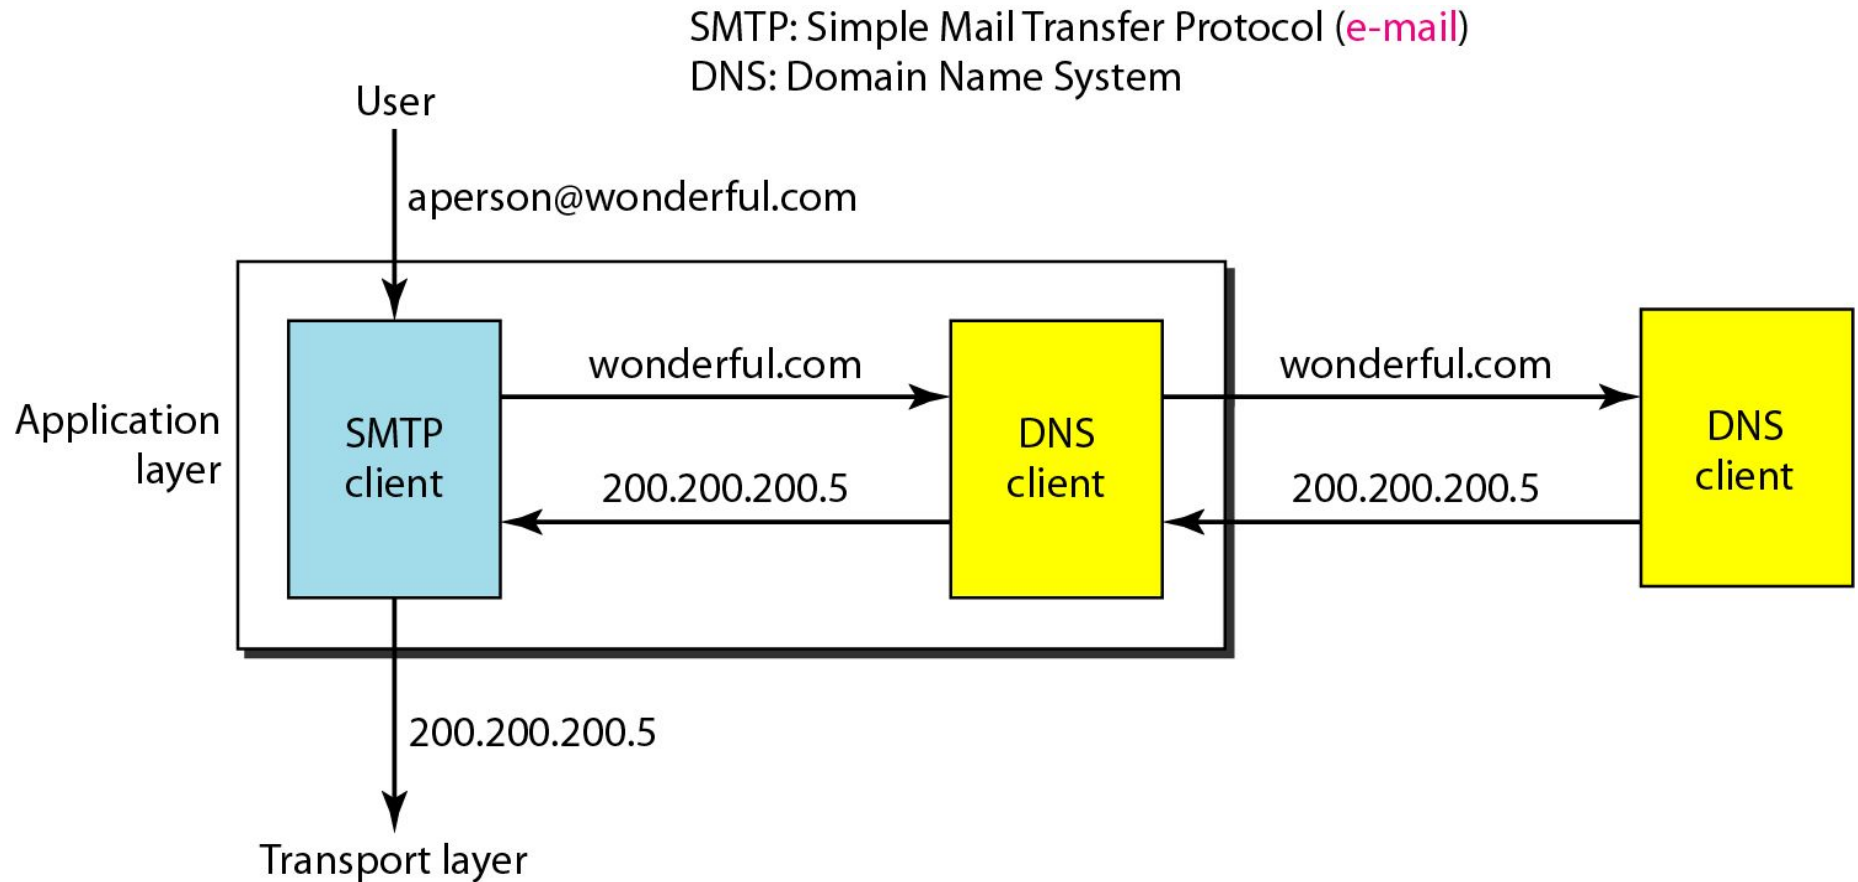 SMTP: Simple Mail Transfer Protocol (e-mail)
DNS: Domain Name System
User
aperson@wonderful.com
Application
layer
SMTP
client
wonderful.com
200.200.200.5
DNS
client
wonderful.com
200.200.200.5
DNS
client
200.200.200.5
Transport layer